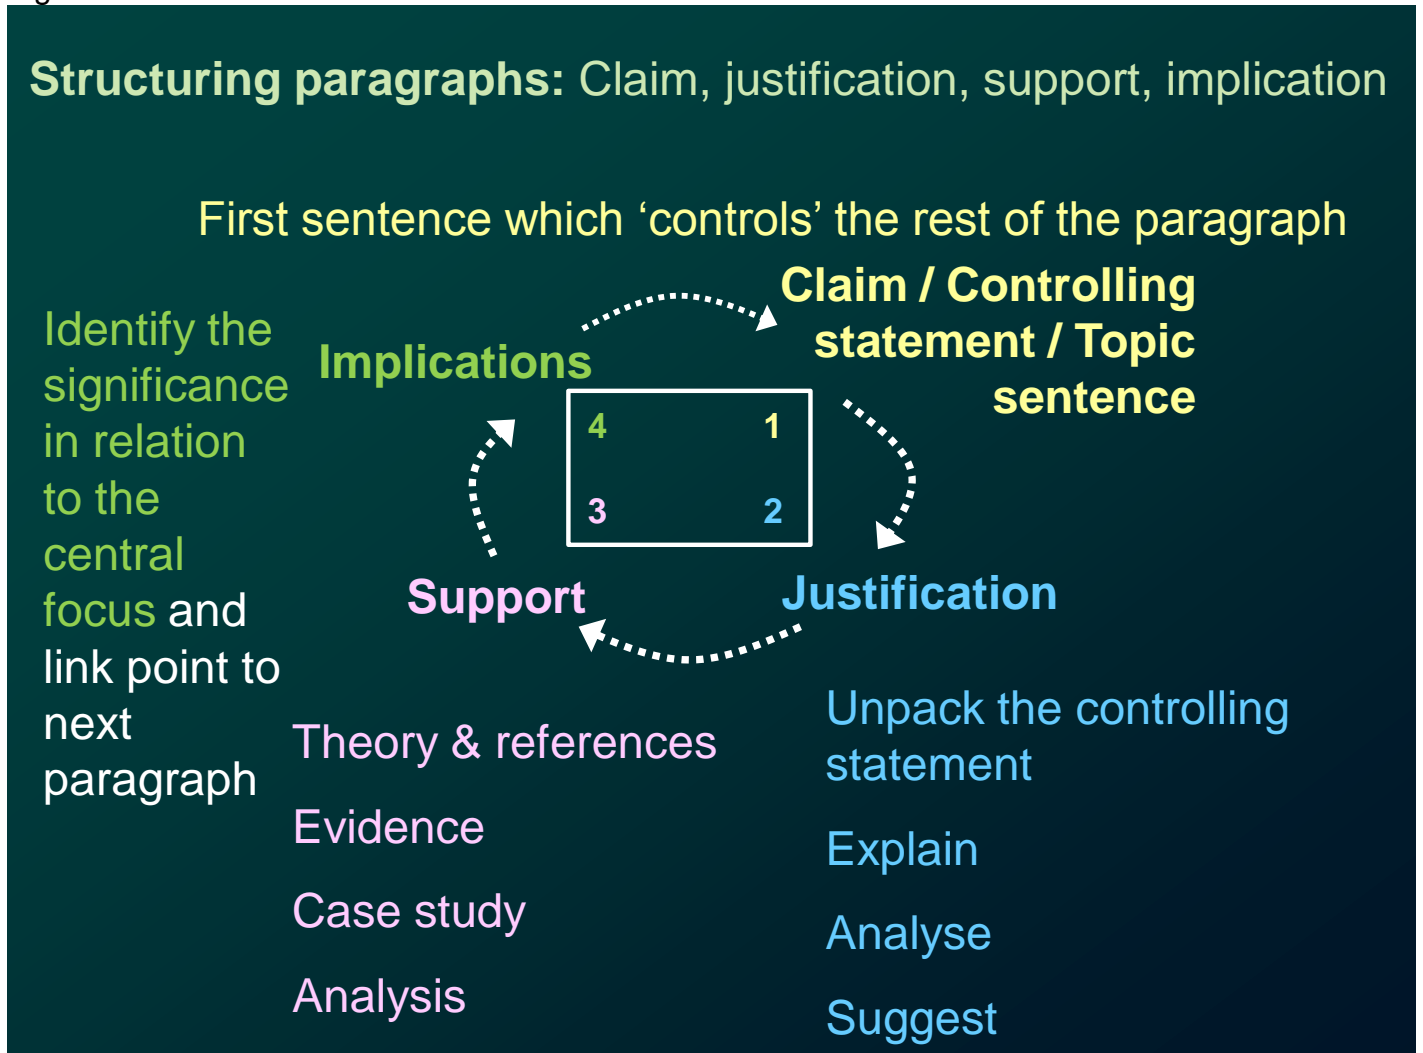 Structuring paragraphs: Claim, justification, support, implication
First sentence which ‘controls’ the rest of the paragraph
Claim / Controlling
statement / Topic
sentence
Identify the
significance
in relation
to the
central
focus and
link point to
next
paragraph
Implications
4 1
3 2
Support
Justification
Theory & references
Evidence
Case study
Analysis
Unpack the controlling
statement
Explain
Analyse
Suggest